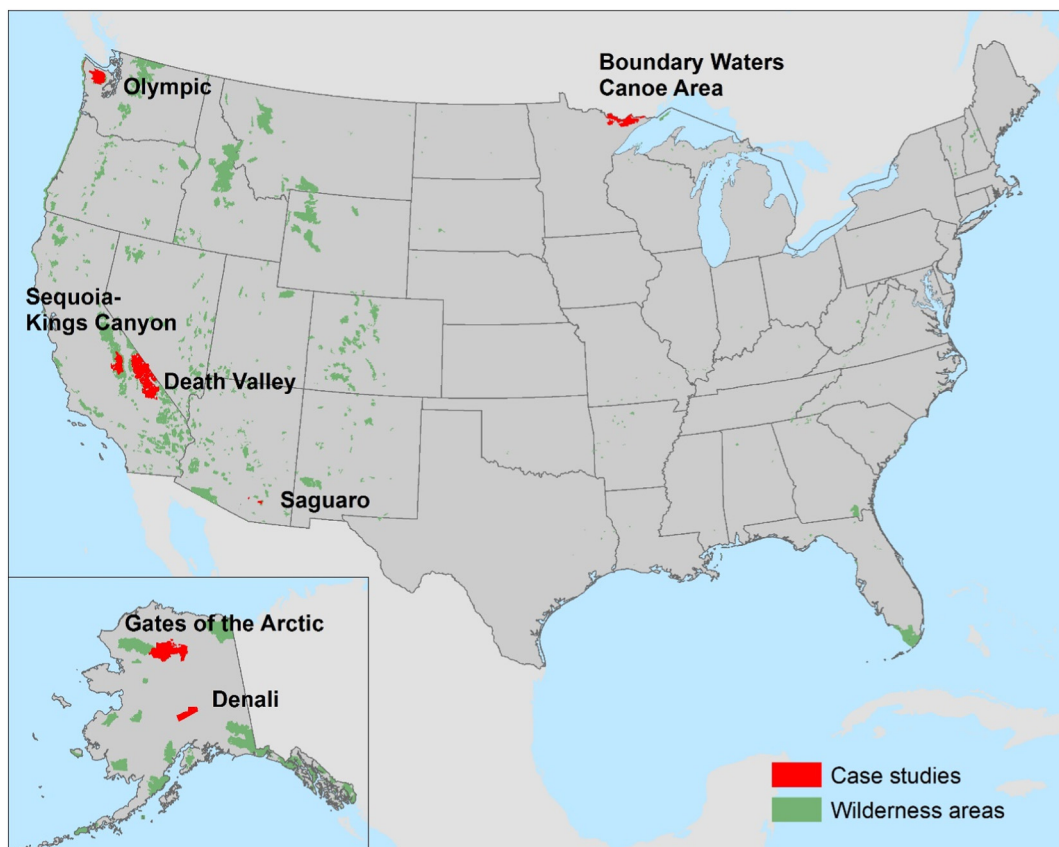 Olympic
Boundary Waters
Canoe Area
Sequoia-
Kings Canyon
Death Valley
Saguaro
Gates of the Arctic
Denali
Case studies
Wilderness areas